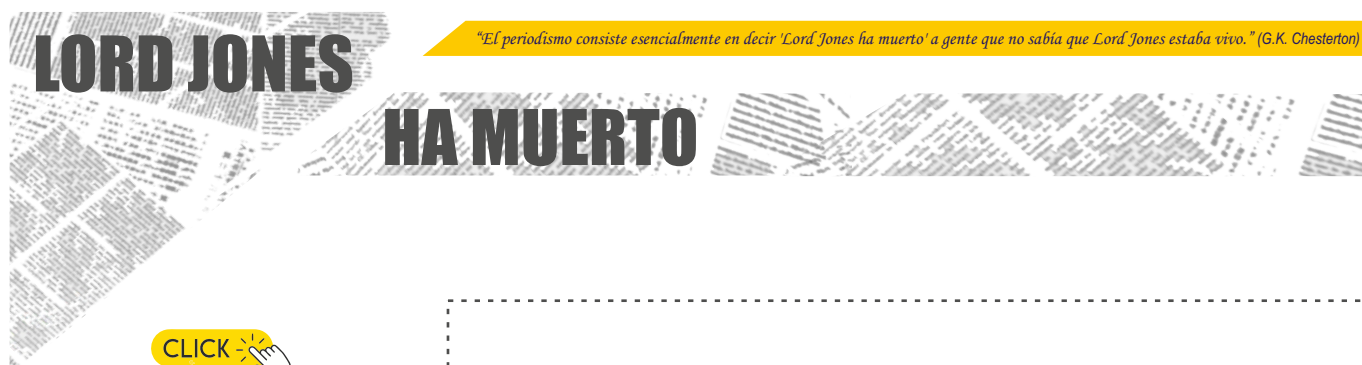 LORD JONES
“El periodismo consiste esencialmente en decir 'Lord Jones ha muerto' a gente que no sabía que Lord Jones estaba vivo.” (G.K. Chesterton)
HA MUERTO
CLICK